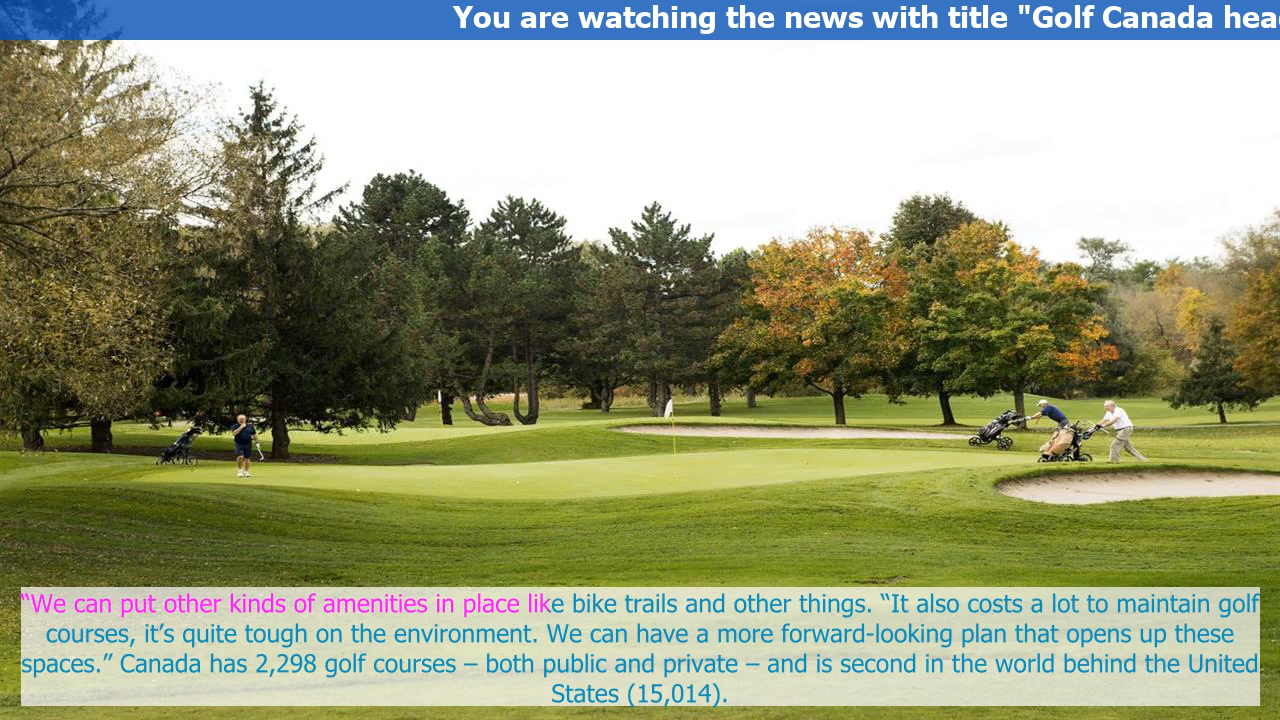 You are watching the news with title "Golf Canada
“We can put other kinds of amenities in place like bike trails and other things. “It also costs a lot to maintain golf
courses, it’s quite tough on the environment. We can have a more forward-looking plan that opens up these
spaces.” Canada has 2,298 golf courses – both public and private – and is second in the world behind the United
States (15,014).